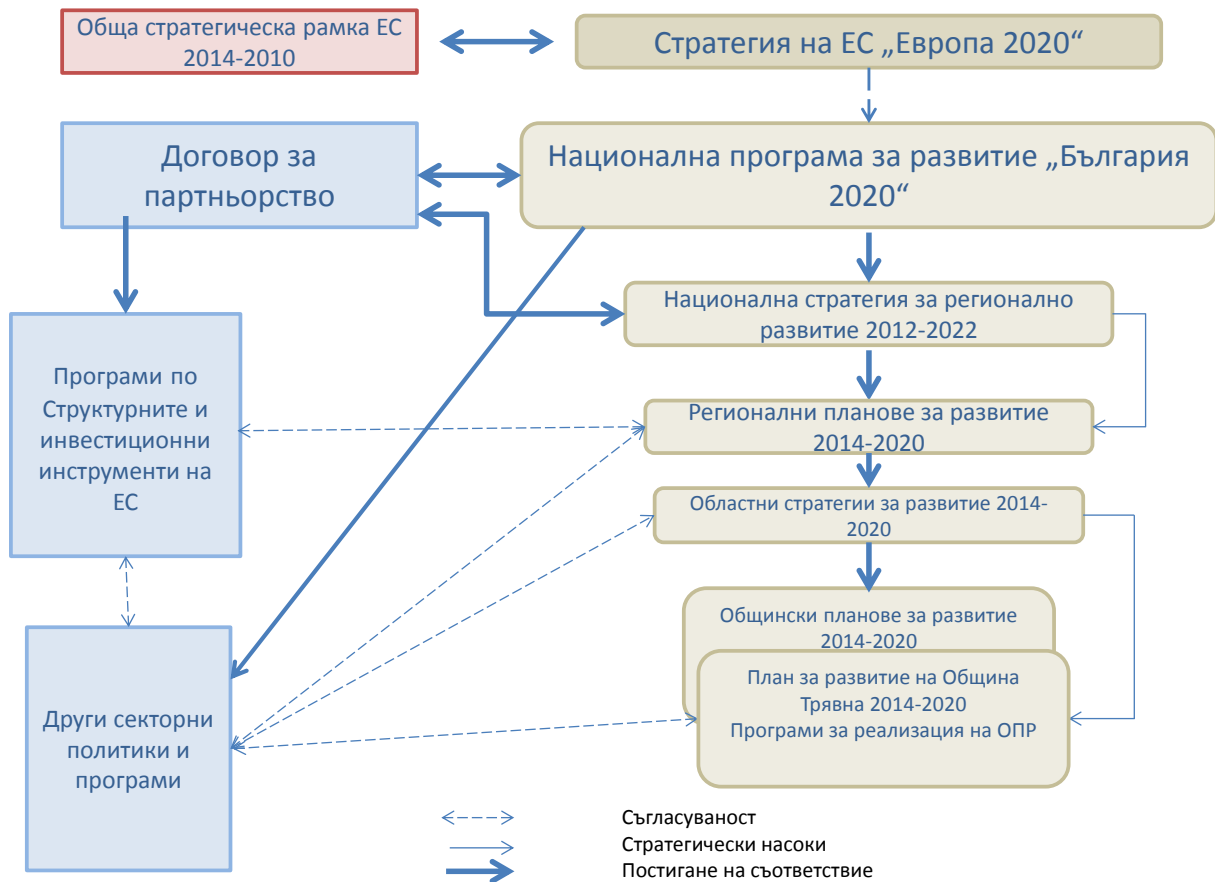 Обща стратегическа рамка ЕС
2014-2010
Стратегия на ЕС „Европа 2020“
Договор за
партньорство
Национална програма за развитие „България
2020“
Национална стратегия за регионално
развитие 2012-2022
Програми по
Структурните и
инвестиционни
инструменти на
ЕС
Регионални планове за развитие
2014-2020
Областни стратегии за развитие 2014-
2020
Общински планове за развитие
2014-2020
План за развитие на Община
Трявна 2014-2020
Програми за реализация на ОПР
Други секторни
политики и
програми
Съгласуваност
Стратегически насоки
Постигане на съответствие